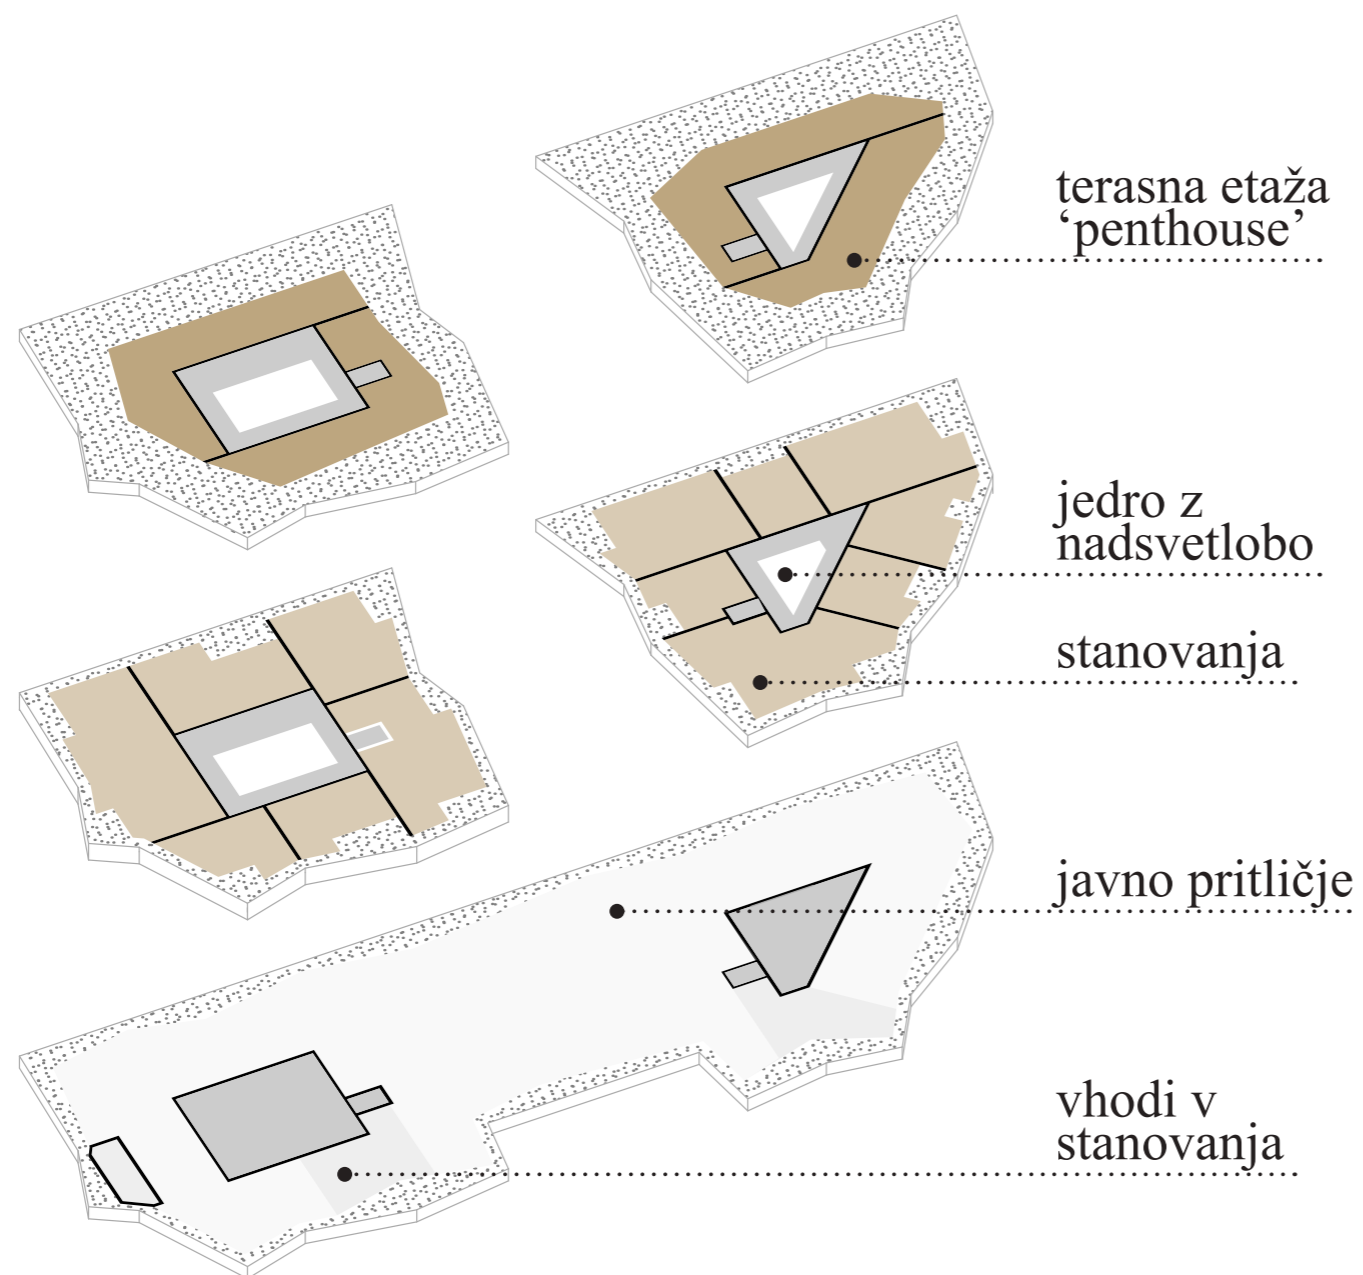 terasna etaža
‘penthouse’
jedro z
nadsvetlobo
stanovanja
javno pritličje
vhodi v
stanovanja